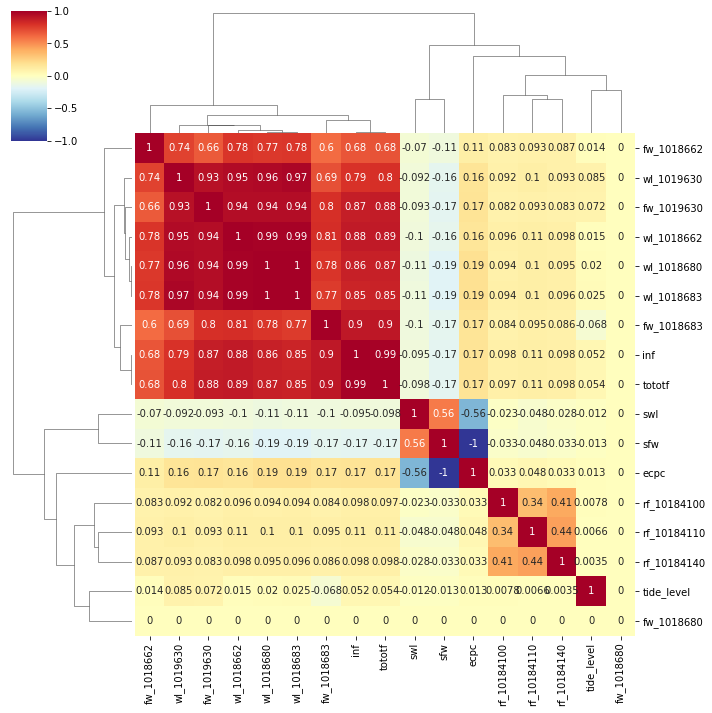 1.0
0.5
0.0
−0.5
−1.0
1 0.74 0.66 0.78 0.77 0.78 0.6 0.68 0.68 -0.07 -0.11 0.11 0.083 0.093 0.087 0.014 0 fw_1018662
0.74 1 0.93 0.95 0.96 0.97 0.69 0.79 0.8 -0.092 -0.16 0.16 0.092 0.1 0.093 0.085 0 wl_1019630
0.66 0.93 1 0.94 0.94 0.94 0.8 0.87 0.88 -0.093 -0.17 0.16 0.082 0.093 0.083 0.072 0 fw_1019630
0.78 0.95 0.94 1 0.99 0.99 0.81 0.88 0.89 -0.1 -0.16 0.16 0.096 0.11 0.098 0.015 0 wl_1018662
0.77 0.96 0.94 0.99 1 1 0.78 0.86 0.87 -0.11 -0.19 0.19 0.094 0.1 0.095 0.02 0 wl_1018680
0.78 0.97 0.94 0.99 1 1 0.77 0.85 0.85 -0.11 -0.19 0.19 0.094 0.1 0.096 0.025 0 wl_1018683
0.6 0.69 0.8 0.81 0.78 0.77 1 0.9 0.9 -0.1 -0.17 0.17 0.084 0.095 0.086 -0.068 0 fw_1018683
0.68 0.79 0.87 0.88 0.86 0.85 0.9 1 0.99 -0.095 -0.17 0.17 0.098 0.11 0.098 0.052 0 inf
0.68 0.8 0.88 0.89 0.87 0.85 0.9 0.99 1 -0.098 -0.17 0.17 0.097 0.11 0.098 0.054 0 tototf
-0.07 -0.092 -0.093 -0.1 -0.11 -0.11 -0.1 -0.095 -0.098 1 0.56 -0.56 -0.023 -0.048 -0.028 -0.012 0 swl
-0.11 -0.16 -0.17 -0.16 -0.19 -0.19 -0.17 -0.17 -0.17 0.56 1 -1 -0.033 -0.048 -0.033 -0.013 0 sfw
0.11 0.16 0.17 0.16 0.19 0.19 0.17 0.17 0.17 -0.56 -1 1 0.033 0.048 0.033 0.013 0 ecpc
0.083 0.092 0.082 0.096 0.094 0.094 0.084 0.098 0.097 -0.023 -0.033 0.033 1 0.34 0.41 0.0078 0 rf_10184100
0.093 0.1 0.093 0.11 0.1 0.1 0.095 0.11 0.11 -0.048 -0.048 0.048 0.34 1 0.44 0.0066 0 rf_10184110
0.087 0.093 0.083 0.098 0.095 0.096 0.086 0.098 0.098 -0.028 -0.033 0.033 0.41 0.44 1 0.0035 0 rf_10184140
0.014 0.085 0.072 0.015 0.02 0.025 -0.068 0.052 0.054 -0.012 -0.013 0.013 0.0078 0.0066 0.0035 1 0 tide_level
0 0 0 0 0 0 0 0 0 0 0 0 0 0 0 0 0 fw_1018680
fw_1018662 wl_1019630 fw_1019630 wl_1018662 wl_1018680 wl_1018683 fw_1018683 inf tototf swl sfw ecpc rf_10184100 rf_10184110 rf_10184140 tide_level fw_1018680